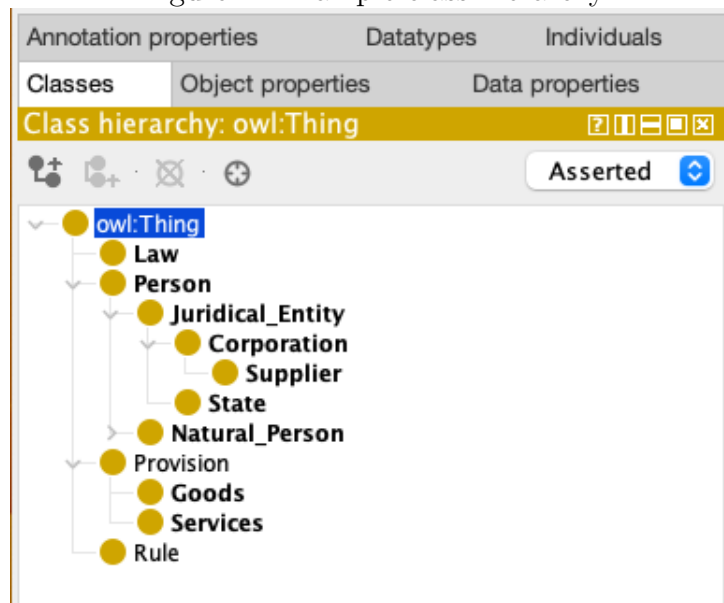 Annotation properties Datatypes Individuals
Classes Object properties Data properties
Class hierarchy: owl:Thing
Asserted
owl:Thing
Law
Person
Juridical_Entity
Corporation
Supplier
State
Natural_Person
Provision
Goods
Services
Rule